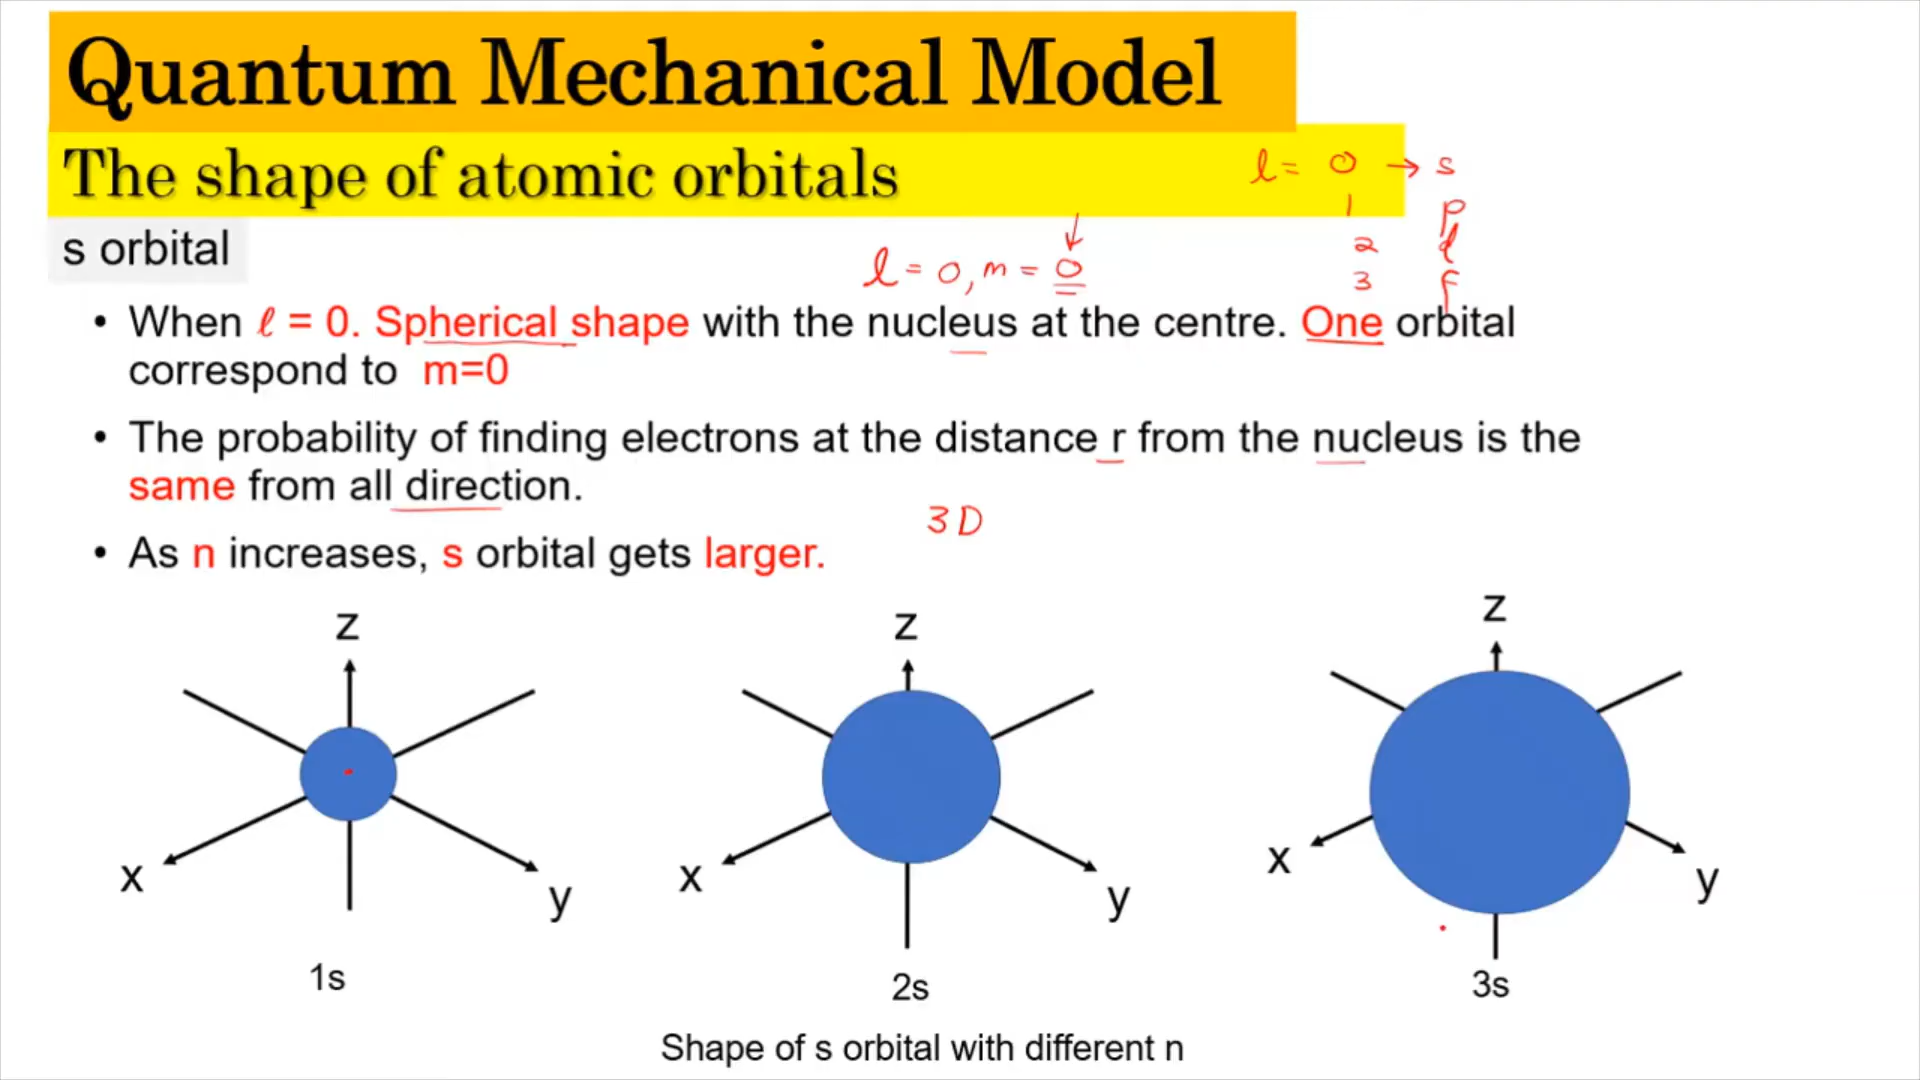 Quantum Mechanical Model
The shape of atomic orbitals
l = 0 → s
1 p
2 d
3 f
s orbital
l = 0, m = 0
• When ℓ = 0. Spherical shape with the nucleus at the centre. One orbital
correspond to m=0
• The probability of finding electrons at the distance r from the nucleus is the
same from all direction.
3D
• As n increases, s orbital gets larger.
z
z
z
x
y
x
y
x
y
1s
2s
3s
Shape of s orbital with different n